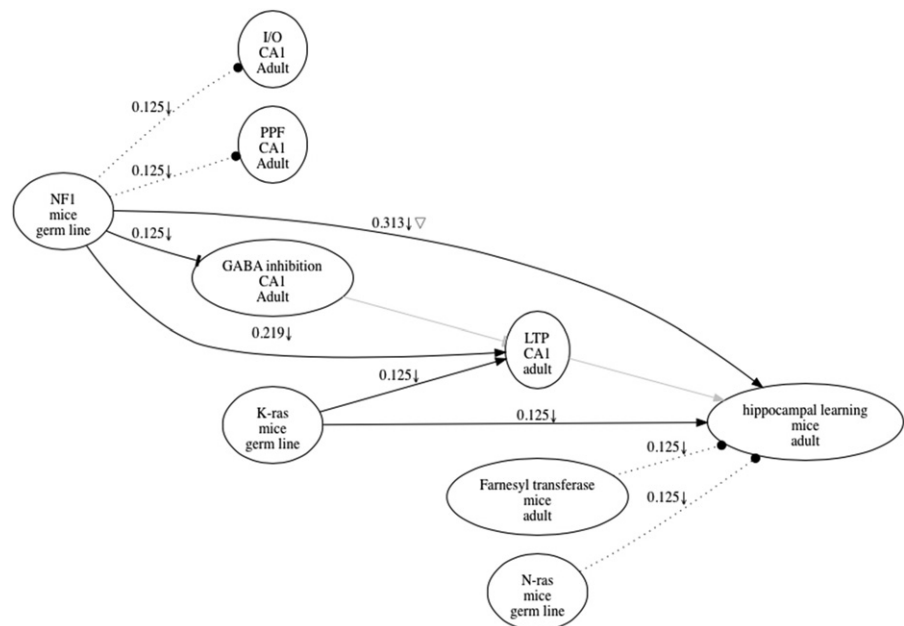 I/O
CA1
Adult
0.125↓
PPF
CA1
Adult
0.125↓
NF1
mice
germ line
0.313↓▽
0.125↓
GABA inhibition
CA1
Adult
0.219↓
LTP
CA1
adult
0.125↓
K-ras
mice
germ line
0.125↓
hippocampal learning
mice
adult
0.125↓
Farnesyl transferase
mice
adult
0.125↓
N-ras
mice
germ line